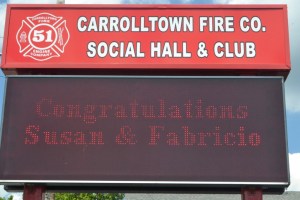 51
CARROLLTOWN FIRE CO.
SOCIAL HALL & CLUB
Congratulations
Susan & Fabricio